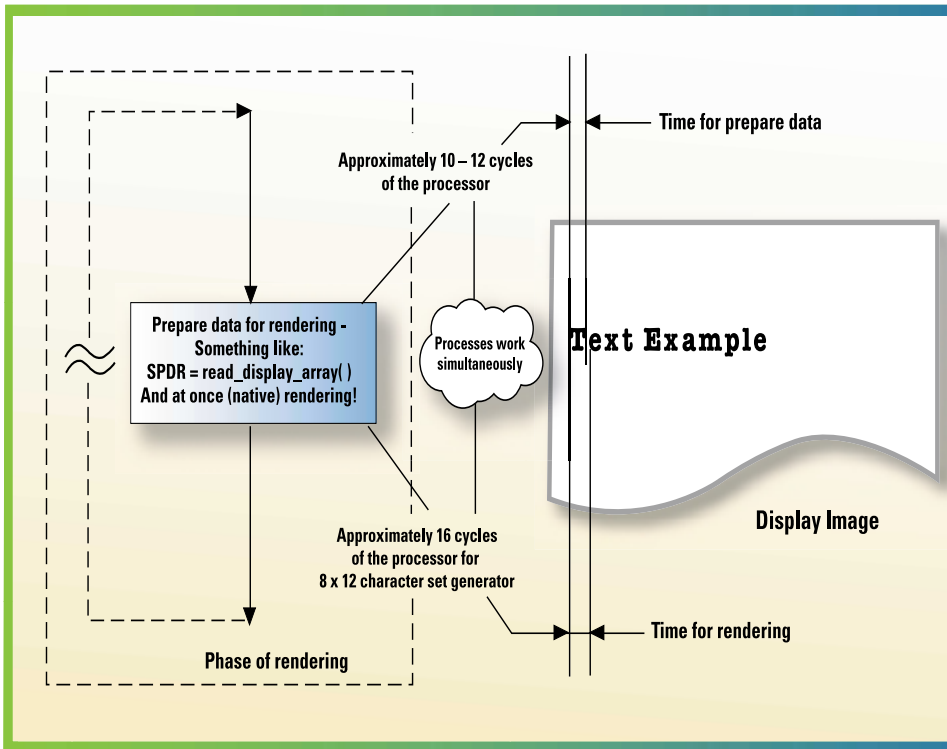 Time for prepare data
Approximately 10 – 12 cycles
of the processor
Prepare data for rendering -
Something like:
SPDR = read_display_array( )
And at once (native) rendering!
Processes work
simultaneously
Text Example
Display Image
Approximately 16 cycles
of the processor for
8 x 12 character set generator
Time for rendering
Phase of rendering